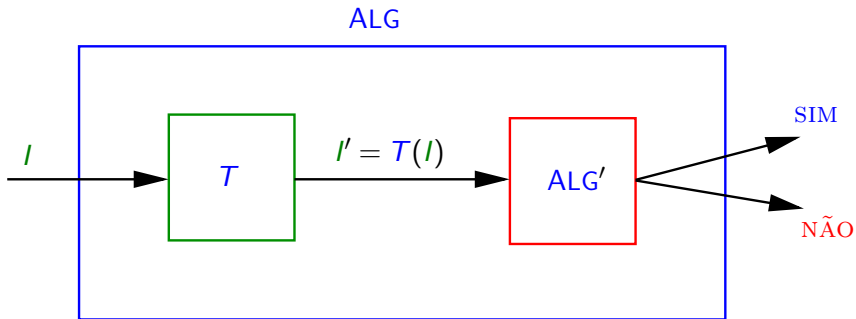 ALG
I
T
I′ = T(I)
ALG′
SIM
NÃO